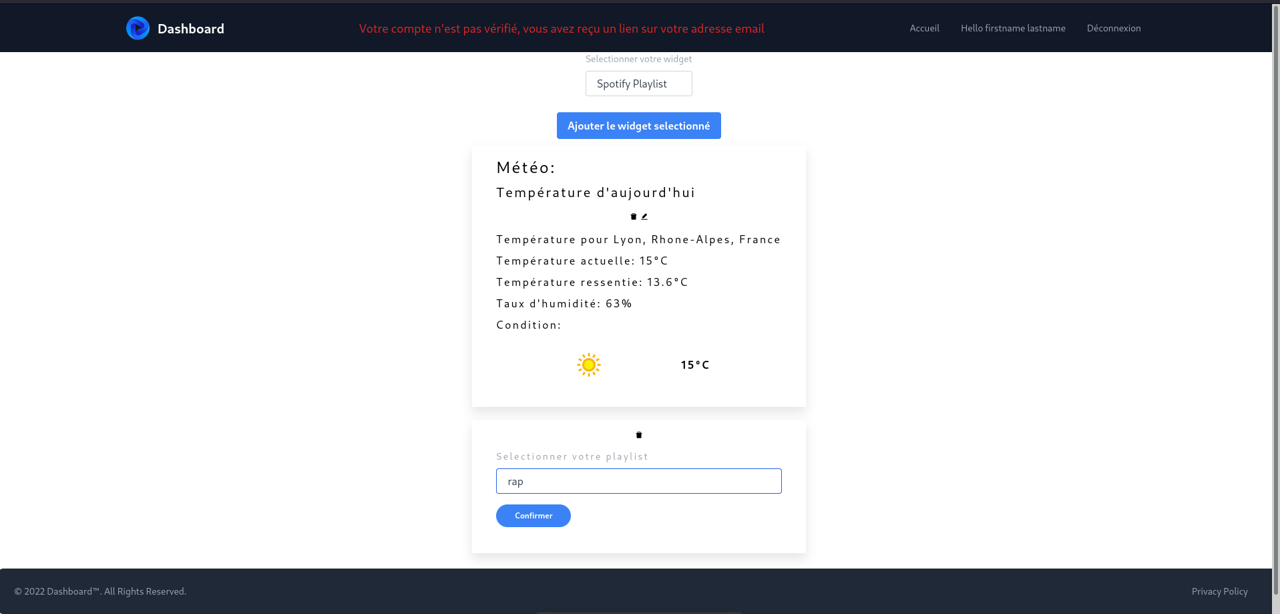 Dashboard
Votre compte n'est pas vérifié, vous avez reçu un lien sur votre adresse email
Accueil
Hello firstname lastname
Déconnexion
Selectionner votre widget
Spotify Playlist
Ajouter le widget selectionné
Météo:
Température d'aujourd'hui
Température pour Lyon, Rhone-Alpes, France
Température actuelle: 15°C
Température ressentie: 13.6°C
Taux d'humidité: 63%
Condition:
15°C
Selectionner votre playlist
rap
Confirmer
© 2022 Dashboard™. All Rights Reserved.
Privacy Policy